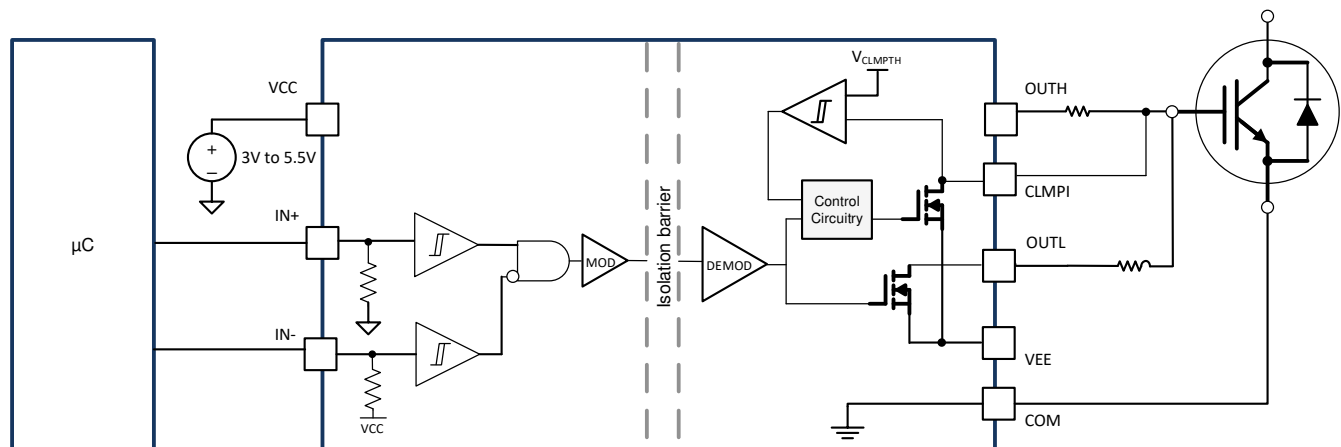 µC
VCC
+
−
3V to 5.5V
IN+
IN-
VCC
MOD
Isolation barrier
DEMOD
VCLMPTH
Control
Circuitry
OUTH
CLMPI
OUTL
VEE
COM